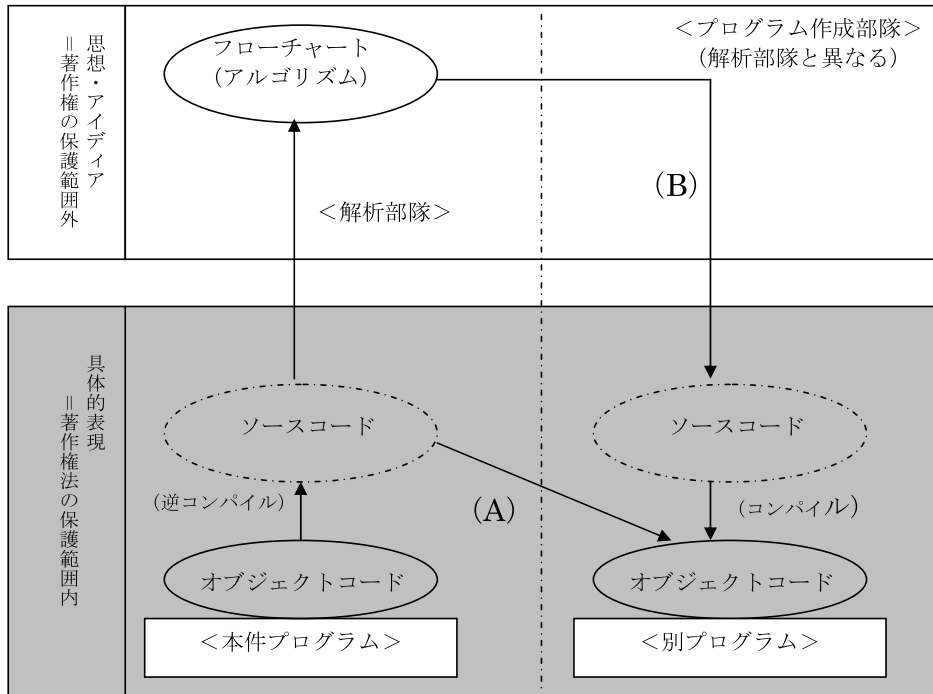 思想・アイディア
＝著作権の保護範囲外
フローチャート
（アルゴリズム）
＜プログラム作成部隊＞
（解析部隊と異なる）
＜解析部隊＞
（B）
具体的表現
＝著作権法の保護範囲内
ソースコード
ソースコード
（逆コンパイル）
（A）
（コンパイル）
オブジェクトコード
オブジェクトコード
＜本件プログラム＞
＜別プログラム＞